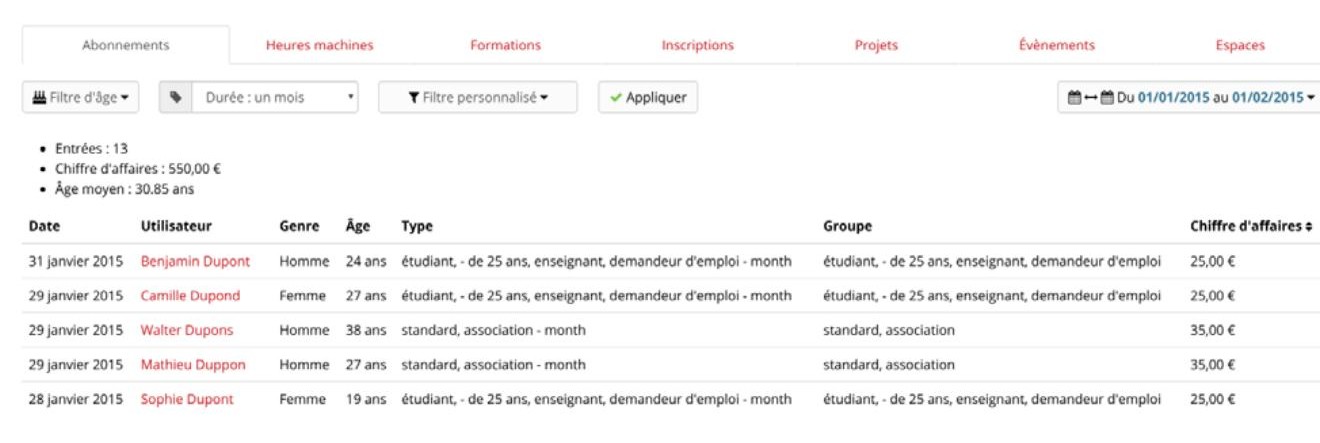 Abonnements Heures machines Formations Inscriptions Projets Évènements Espaces
Filtre d'âge Durée : un mois Filtre personnalisé Appliquer Du 01/01/2015 au 01/02/2015
• Entrées : 13
• Chiffre d'affaires : 550,00 €
• Âge moyen : 30.85 ans
Date Utilisateur Genre Âge Type Groupe Chiffre d'affaires
31 janvier 2015 Benjamin Dupont Homme 24 ans étudiant, - de 25 ans, enseignant, demandeur d'emploi - month étudiant, - de 25 ans, enseignant, demandeur d'emploi 25,00 €
29 janvier 2015 Camille Dupond Femme 27 ans étudiant, - de 25 ans, enseignant, demandeur d'emploi - month étudiant, - de 25 ans, enseignant, demandeur d'emploi 25,00 €
29 janvier 2015 Walter Dupons Homme 38 ans standard, association - month standard, association 35,00 €
29 janvier 2015 Mathieu Duppon Homme 27 ans standard, association - month standard, association 35,00 €
28 janvier 2015 Sophie Dupont Femme 19 ans étudiant, - de 25 ans, enseignant, demandeur d'emploi - month étudiant, - de 25 ans, enseignant, demandeur d'emploi 25,00 €